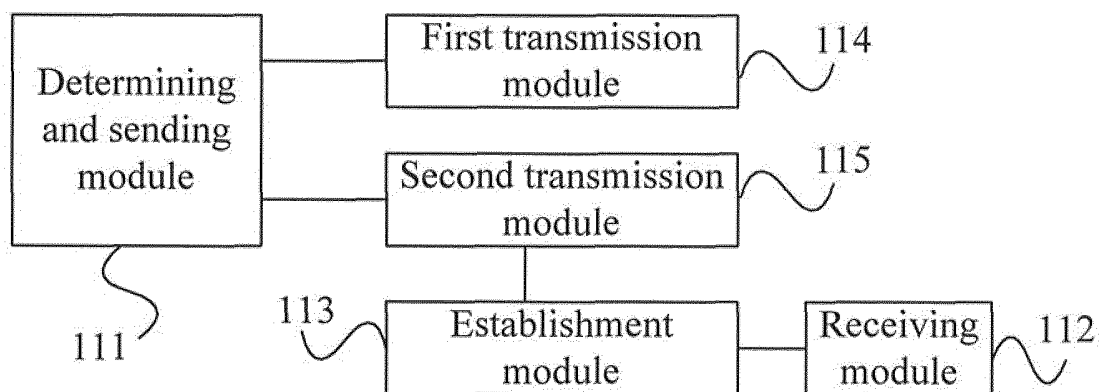 Determining
and sending
module
111
First transmission
module
114
Second transmission
module
115
113
Establishment
module
Receiving
module
112